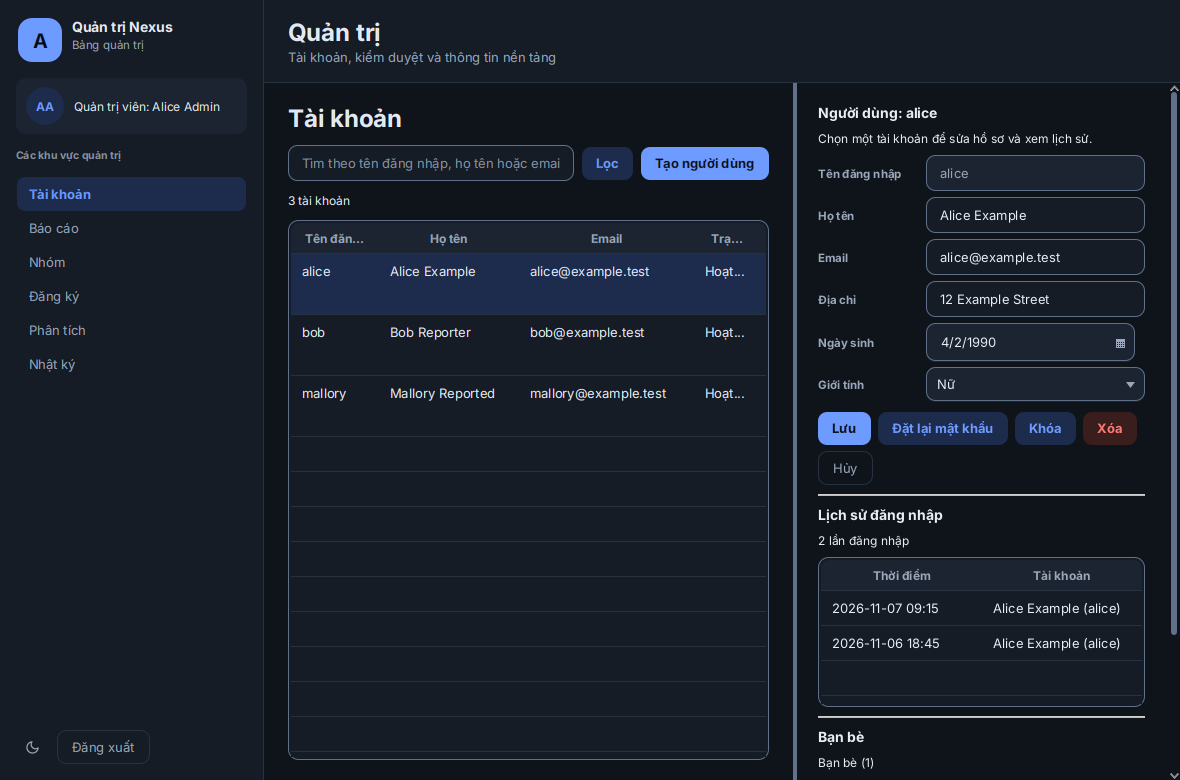 A
Quản trị Nexus
Bảng quản trị
AA
Quản trị viên: Alice Admin
Các khu vực quản trị
Tài khoản
Báo cáo
Nhóm
Đăng ký
Phân tích
Nhật ký
Đăng xuất
Quản trị
Tài khoản, kiểm duyệt và thông tin nền tảng
Tài khoản
Tìm theo tên đăng nhập, họ tên hoặc emai
Lọc
Tạo người dùng
3 tài khoản
Tên đăn... Họ tên Email Trạ...
alice Alice Example alice@example.test Hoạt...
bob Bob Reporter bob@example.test Hoạt...
mallory Mallory Reported mallory@example.test Hoạt...
Người dùng: alice
Chọn một tài khoản để sửa hồ sơ và xem lịch sử.
Tên đăng nhập alice
Họ tên Alice Example
Email alice@example.test
Địa chỉ 12 Example Street
Ngày sinh 4/2/1990
Giới tính Nữ
Lưu Đặt lại mật khẩu Khóa Xóa
Hủy
Lịch sử đăng nhập
2 lần đăng nhập
Thời điểm Tài khoản
2026-11-07 09:15 Alice Example (alice)
2026-11-06 18:45 Alice Example (alice)
Bạn bè
Bạn bè (1)